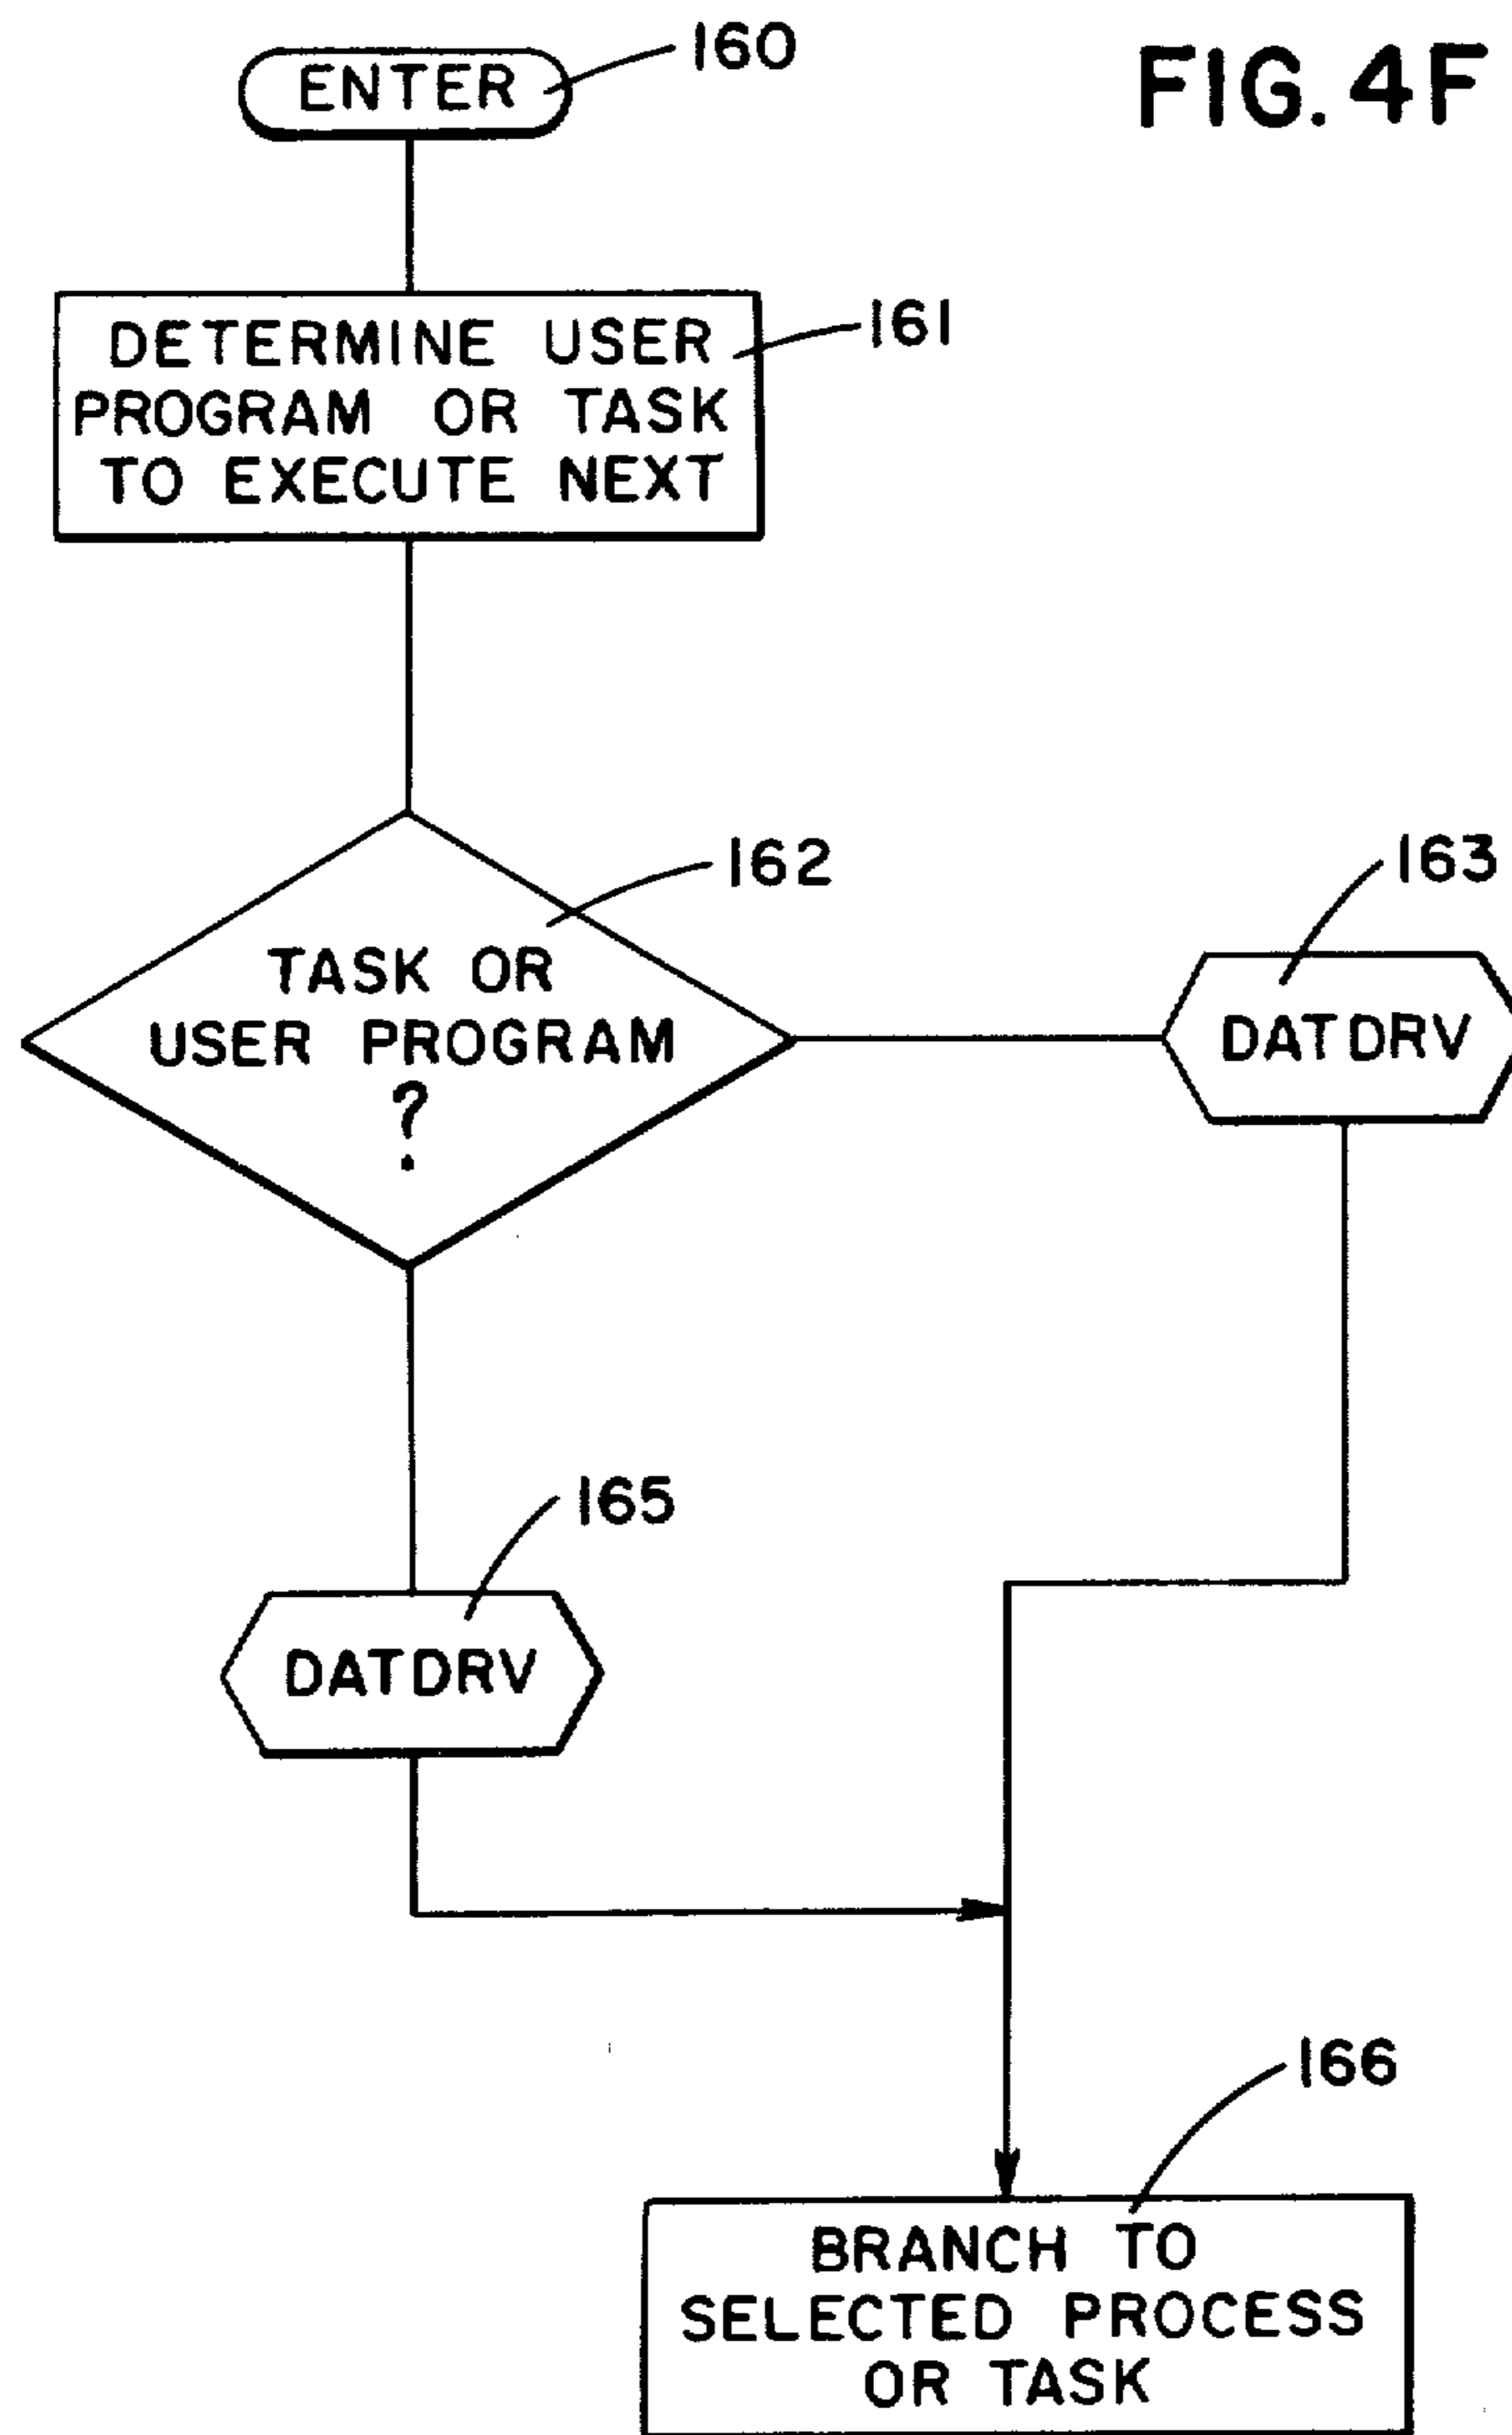 FIG. 4F
160
ENTER
161
DETERMINE USER
PROGRAM OR TASK
TO EXECUTE NEXT
162
TASK OR
USER PROGRAM
?
163
DATDRV
165
DATDRV
166
BRANCH TO
SELECTED PROCESS
OR TASK